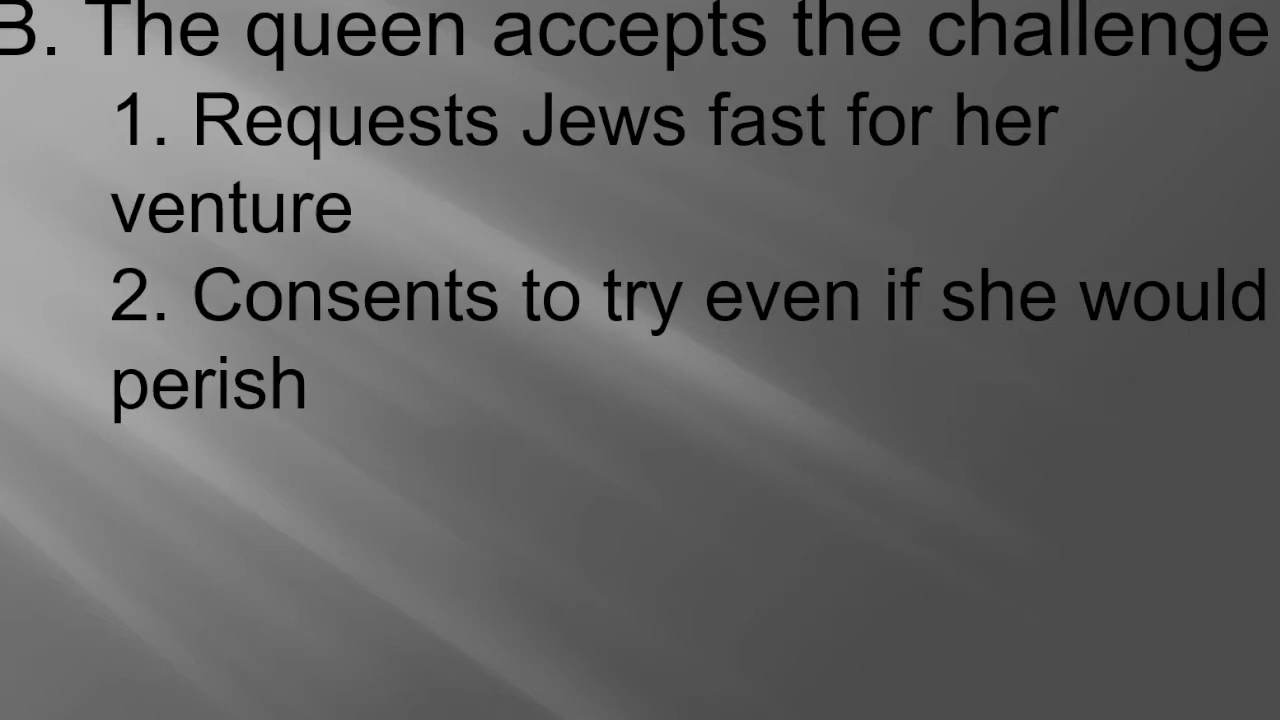 B. The queen accepts the challenge
1. Requests Jews fast for her
venture
2. Consents to try even if she would
perish